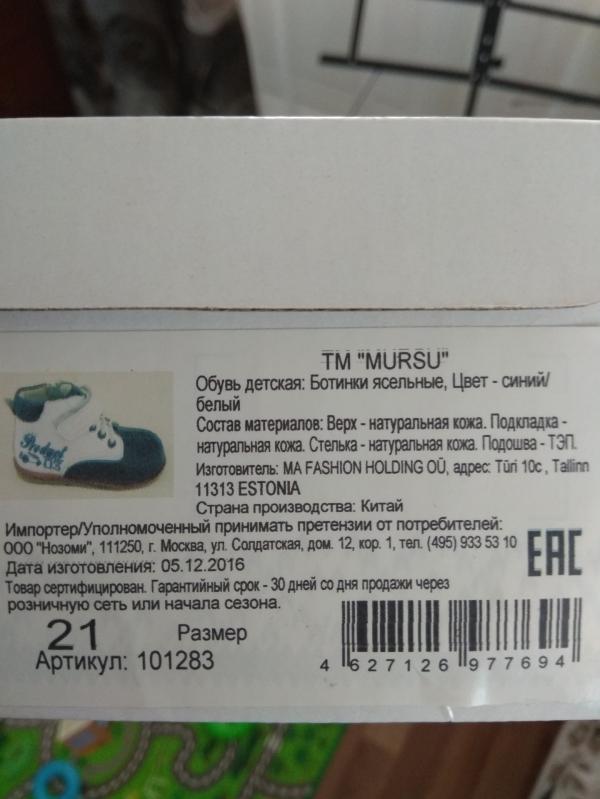 ТМ "MURSU"
Обувь детская: Ботинки ясельные, Цвет - синий/
белый
Состав материалов: Верх - натуральная кожа. Подкладка -
натуральная кожа. Стелька - натуральная кожа. Подошва - ТЭП.
Изготовитель: MA FASHION HOLDING OÜ, адрес: Türi 10c , Tallinn
11313 ESTONIA
Страна производства: Китай
Импортер/Уполномоченный принимать претензии от потребителей:
ООО "Нозоми", 111250, г. Москва, ул. Солдатская, дом. 12, кор. 1, тел. (495) 933 53 10
Дата изготовления: 05.12.2016
EAC
Товар сертифицирован. Гарантийный срок - 30 дней со дня продажи через
розничную сеть или начала сезона.
21 Размер
Артикул: 101283
4 627126 977694